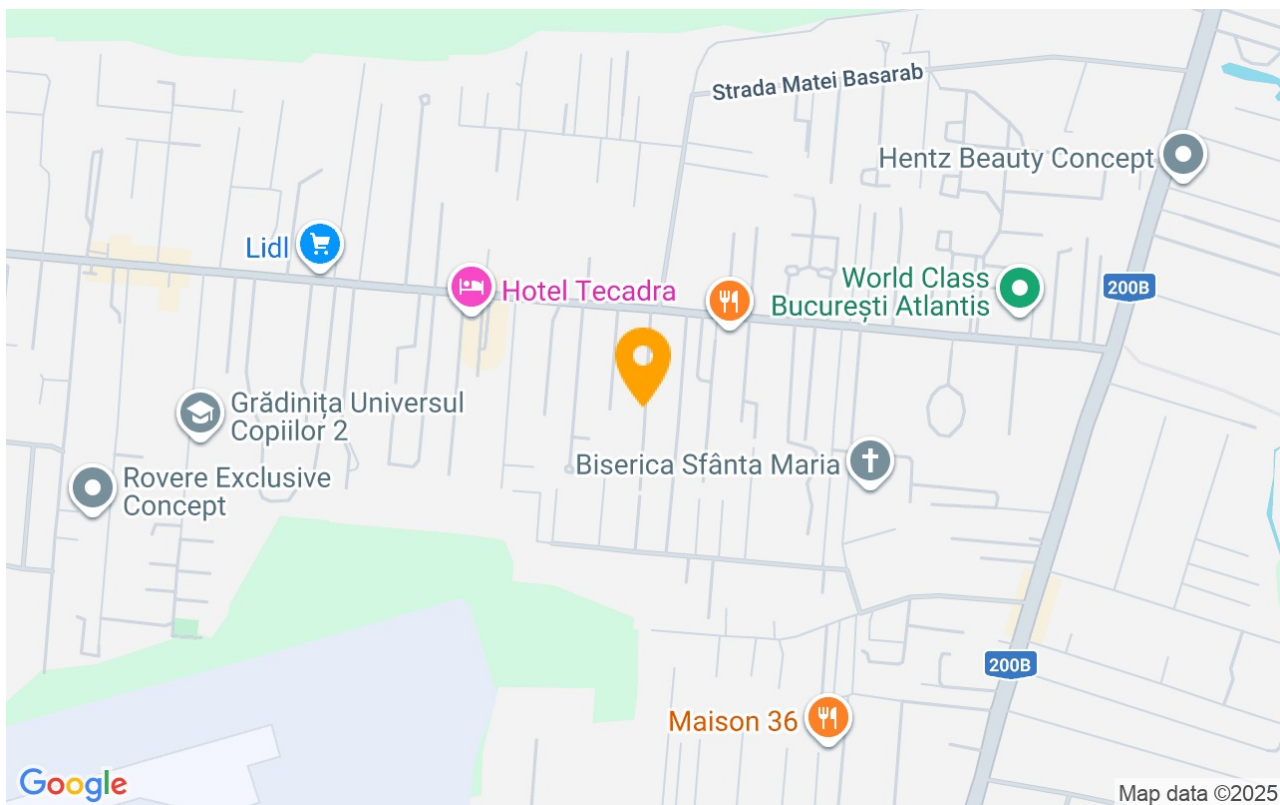 Strada Matei Basarab
Hentz Beauty Concept
Lidl
Hotel Tecadra
World Class
București Atlantis
200B
Grădinița Universul
Copiilor 2
Biserica Sfânta Maria
Rovere Exclusive
Concept
200B
Maison 36
Google
Map data ©2025